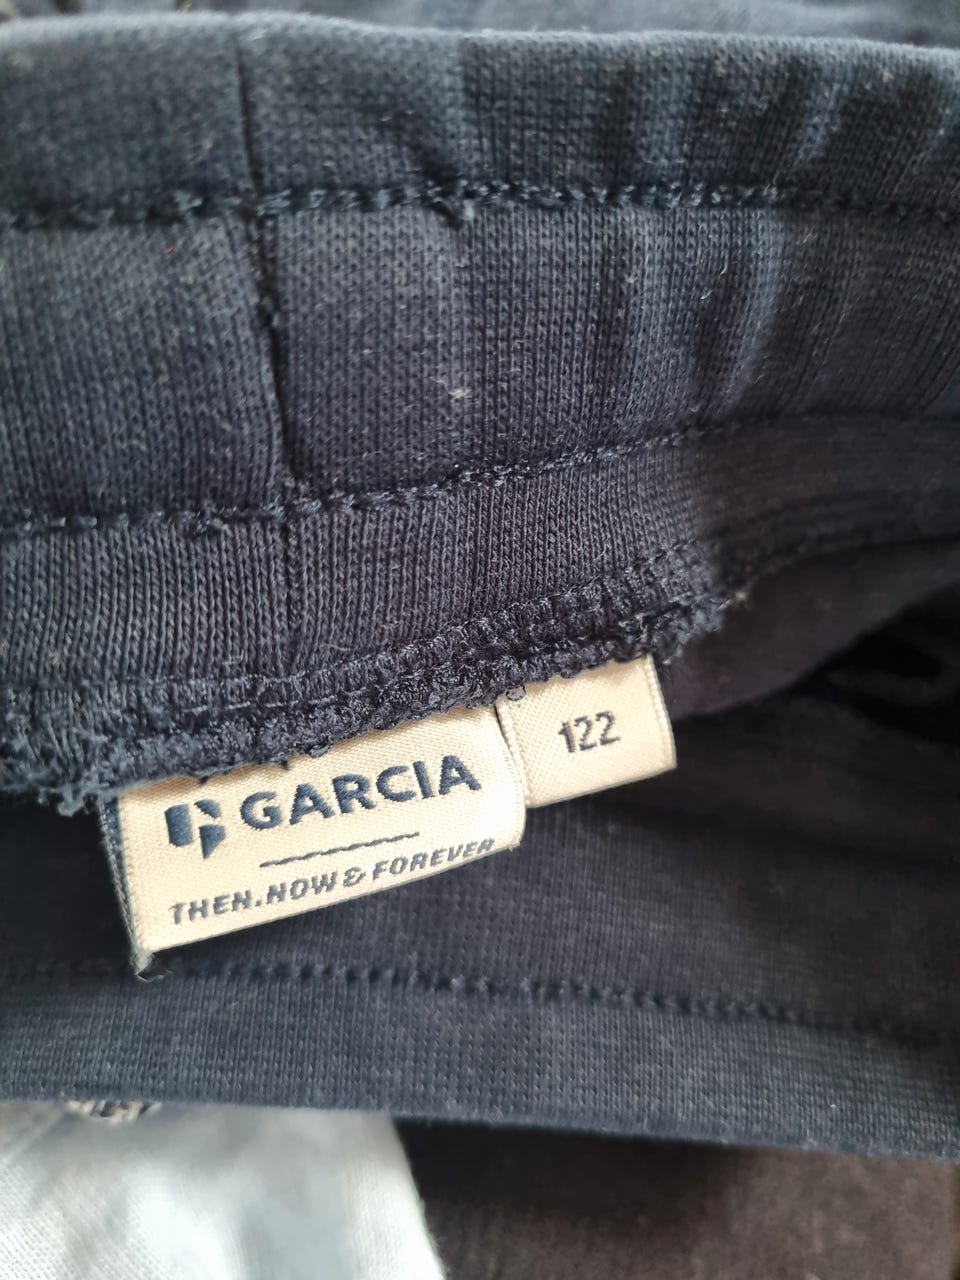 GARCIA
THEN.NOW & FOREVER
122